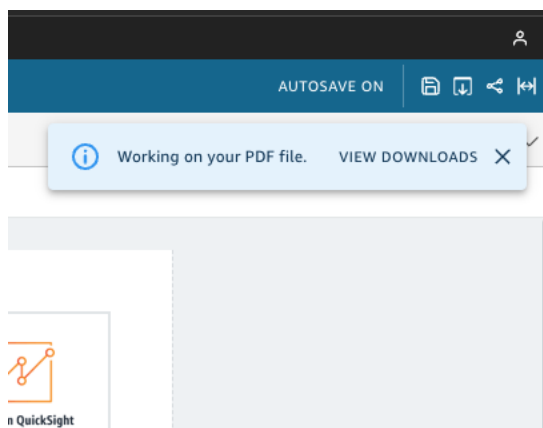 AUTOSAVE ON
Working on your PDF file. VIEW DOWNLOADS
n QuickSight